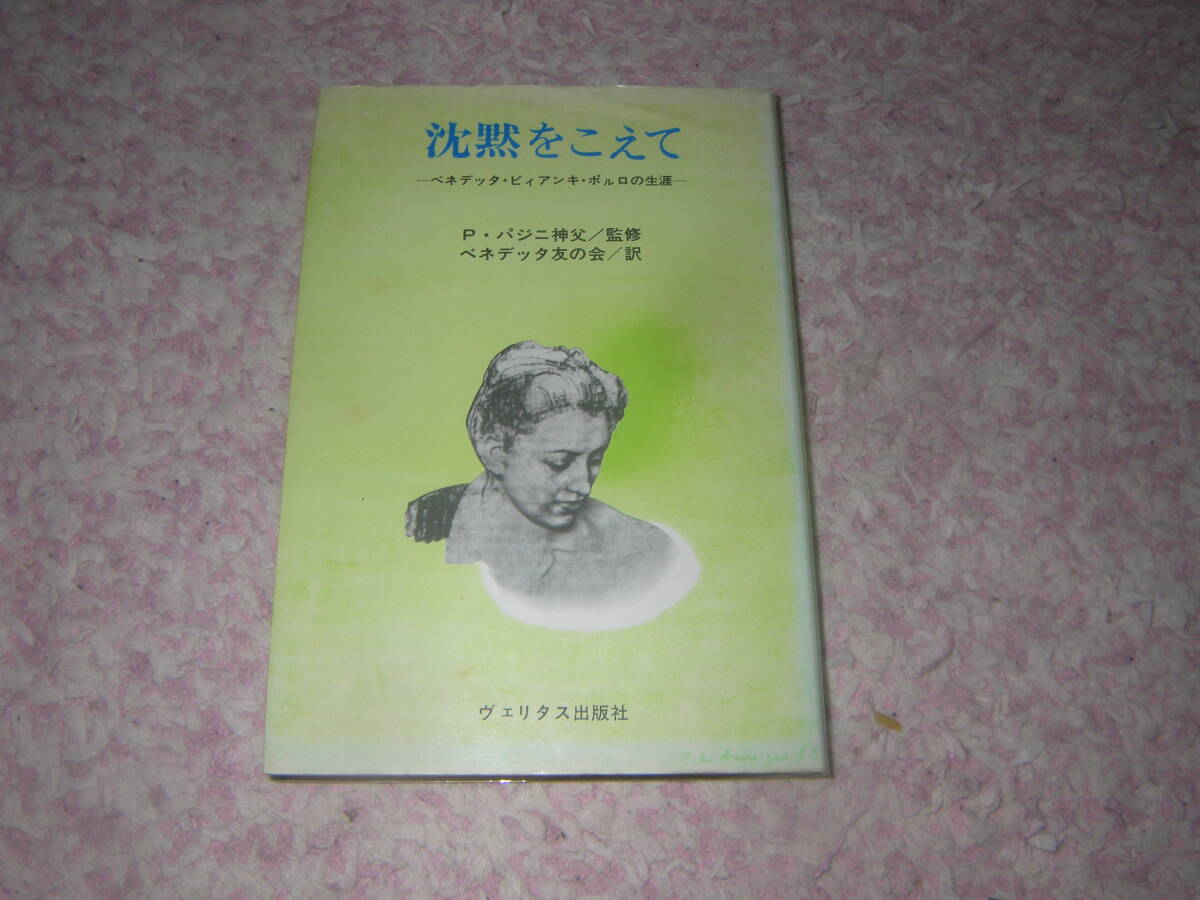 沈黙をこえて
―ベネデッタ・ビィアンキ・ポルロの生涯―
P・パジニ神父／監修
ベネデッタ友の会／訳
ヴェリタス出版社